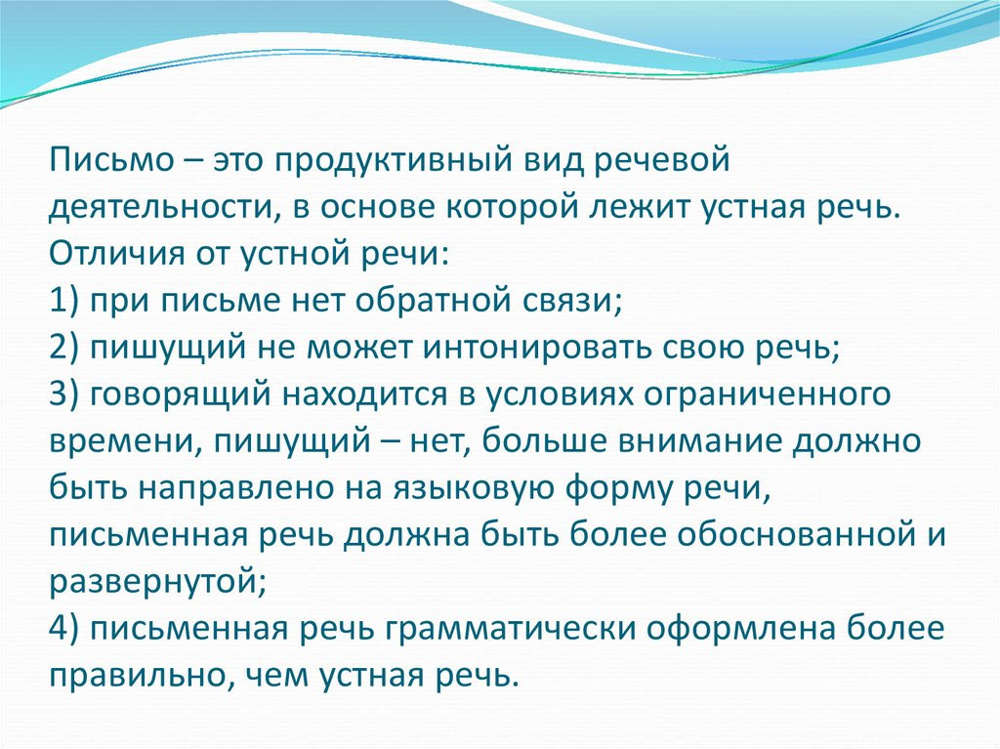 Письмо – это продуктивный вид речевой
деятельности, в основе которой лежит устная речь.
Отличия от устной речи:
1) при письме нет обратной связи;
2) пишущий не может интонировать свою речь;
3) говорящий находится в условиях ограниченного
времени, пишущий – нет, больше внимание должно
быть направлено на языковую форму речи,
письменная речь должна быть более обоснованной и
развернутой;
4) письменная речь грамматически оформлена более
правильно, чем устная речь.